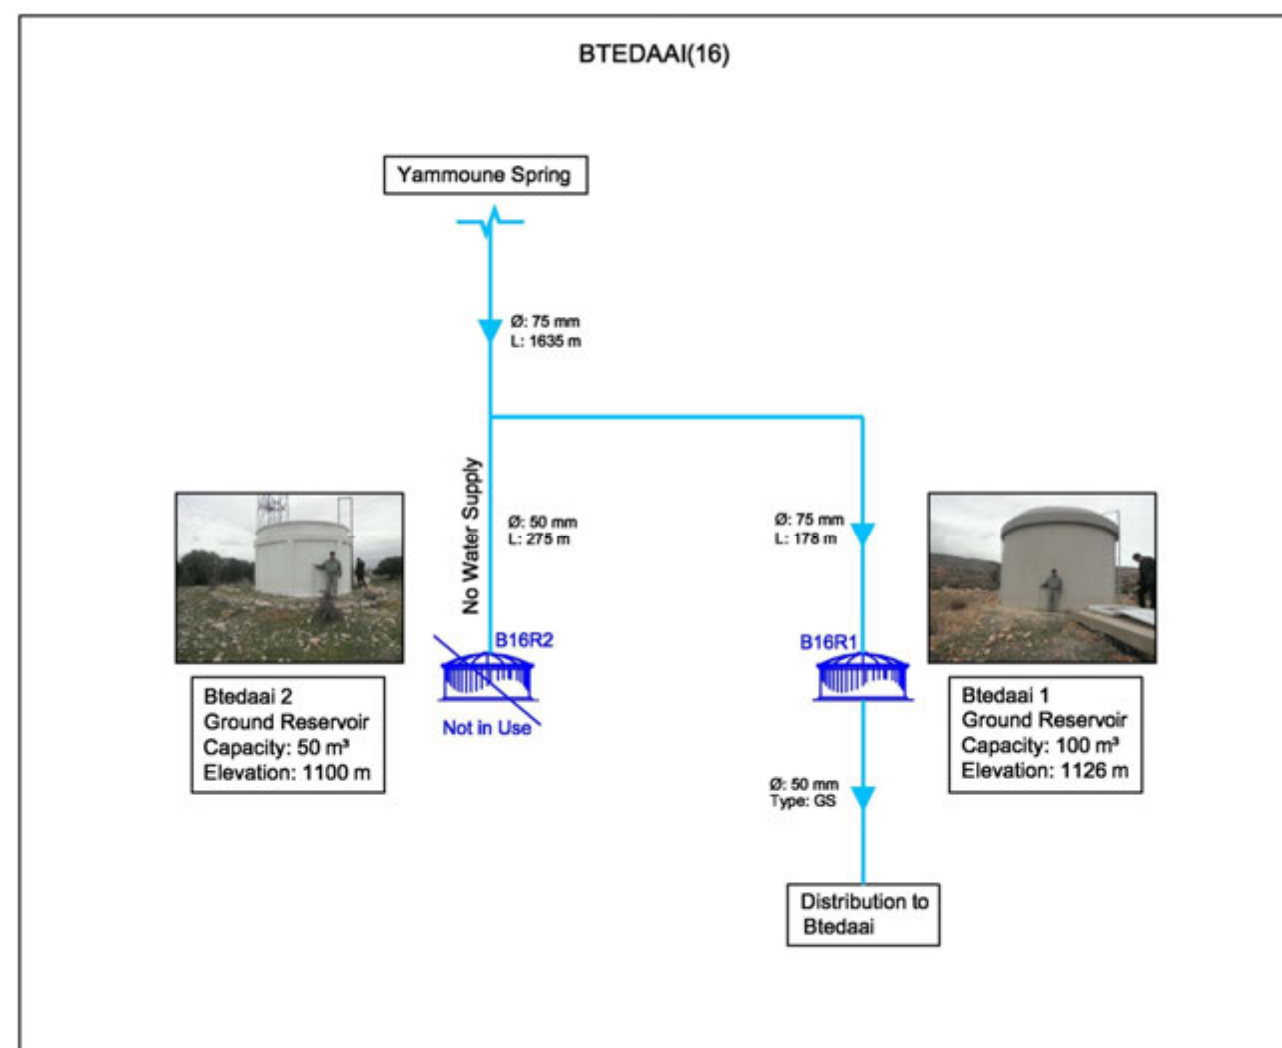 BTEDAAI(16)
Yammoune Spring
Ø: 75 mm
L: 1635 m
No Water Supply
Ø: 50 mm
L: 275 m
Ø: 75 mm
L: 178 m
B16R2
Not in Use
B16R1
Btedaai 2
Ground Reservoir
Capacity: 50 m³
Elevation: 1100 m
Btedaai 1
Ground Reservoir
Capacity: 100 m³
Elevation: 1126 m
Ø: 50 mm
Type: GS
Distribution to
Btedaai